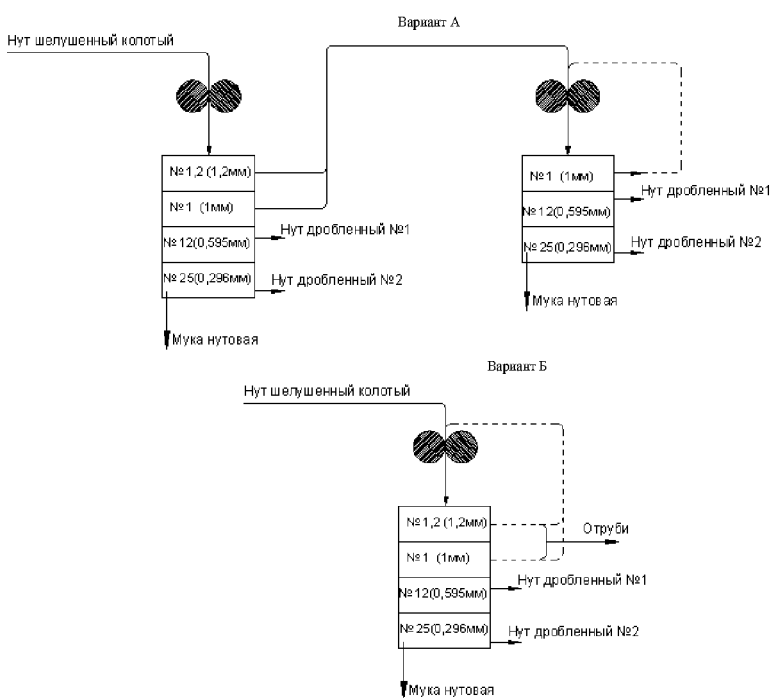 Вариант А
Нут шелушенный колотый
№1,2 (1,2мм)
№1 (1мм)
№12(0,595мм)
№25(0,296мм)
Нут дробленный №1
Нут дробленный №2
Мука нутовая
№1 (1мм)
№12(0,595мм)
№25(0,296мм)
Нут дробленный №1
Нут дробленный №2
Мука нутовая
Вариант Б
Нут шелушенный колотый
№1,2 (1,2мм)
№1 (1мм)
№12(0,595мм)
№25(0,296мм)
Отруби
Нут дробленный №1
Нут дробленный №2
Мука нутовая